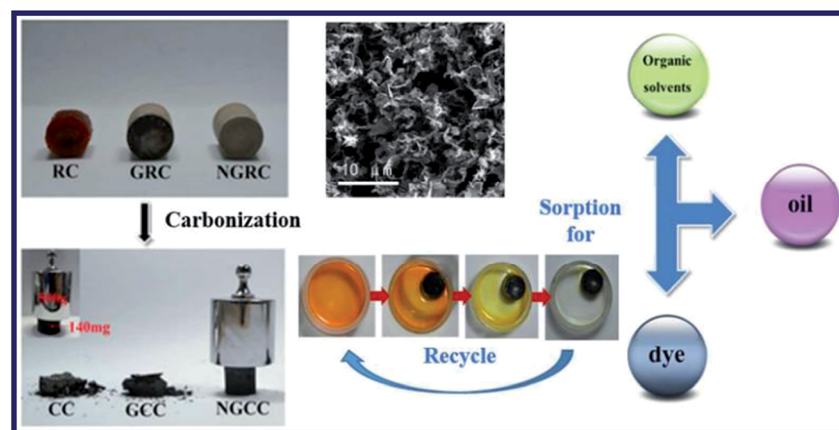 RC GRC NGRC
Carbonization
140mg
CC GCC NGCC
10 μm
Sorption
for
Recycle
Organic
solvents
oil
dye